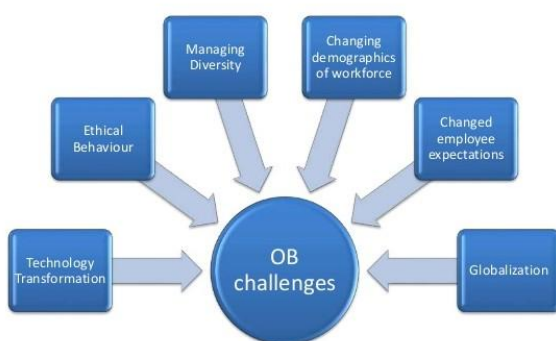 Managing
Diversity
Changing
demographics
of workforce
Ethical
Behaviour
Changed
employee
expectations
Technology
Transformation
OB
challenges
Globalization